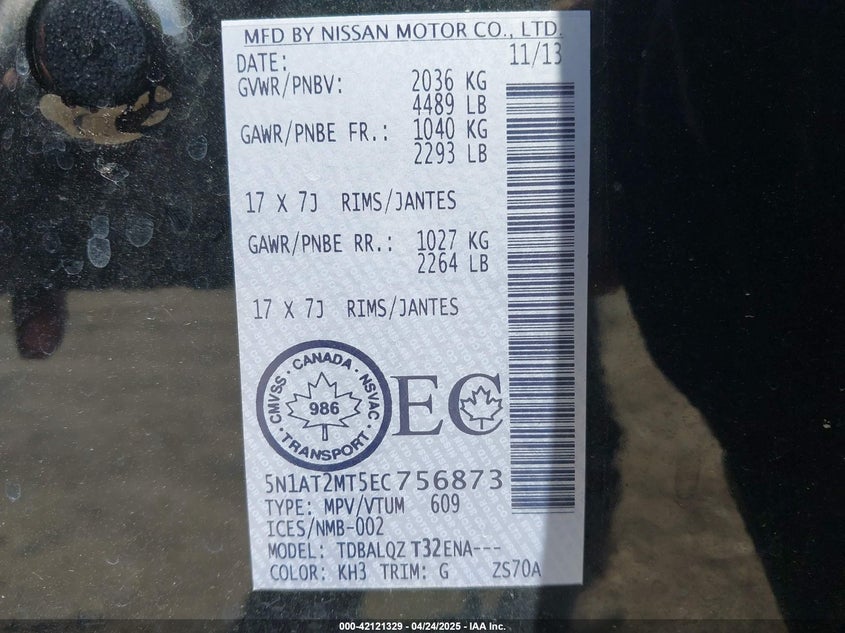 MFD BY NISSAN MOTOR CO., LTD.
DATE: 11/13
GVWR/PNBV: 2036 KG
4489 LB
GAWR/PNBE FR.: 1040 KG
2293 LB
17 X 7J RIMS/JANTES
GAWR/PNBE RR.: 1027 KG
2264 LB
17 X 7J RIMS/JANTES
CMVSS · CANADA · NSVAC
986
· TRANSPORT ·
EC
5N1AT2MT5EC756873
TYPE: MPV/VTUM 609
ICES/NMB-002
MODEL: TDBALQZ T32ENA---
COLOR: KH3 TRIM: G ZS70A
000-42121329 - 04/24/2025 - IAA Inc.